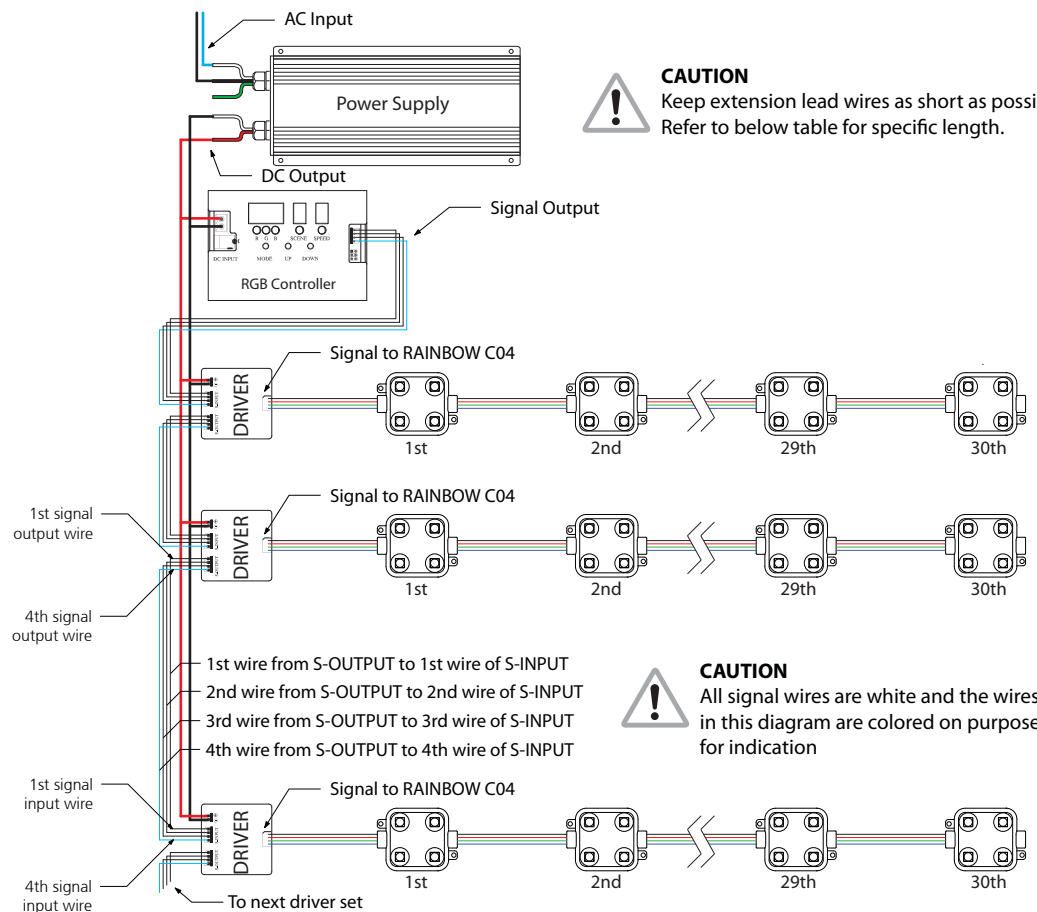 AC Input
Power Supply
CAUTION
Keep extension lead wires as short as possi
Refer to below table for specific length.
DC Output
Signal Output
R G B SCENE SPEED
DC INPUT MODE UP DOWN
RGB Controller
Signal to RAINBOW C04
DRIVER
1st 2nd 29th 30th
Signal to RAINBOW C04
1st signal
output wire
DRIVER
1st 2nd 29th 30th
4th signal
output wire
1st wire from S-OUTPUT to 1st wire of S-INPUT
2nd wire from S-OUTPUT to 2nd wire of S-INPUT
3rd wire from S-OUTPUT to 3rd wire of S-INPUT
4th wire from S-OUTPUT to 4th wire of S-INPUT
CAUTION
All signal wires are white and the wires
in this diagram are colored on purpose
for indication
1st signal
input wire
Signal to RAINBOW C04
DRIVER
1st 2nd 29th 30th
4th signal
input wire
To next driver set